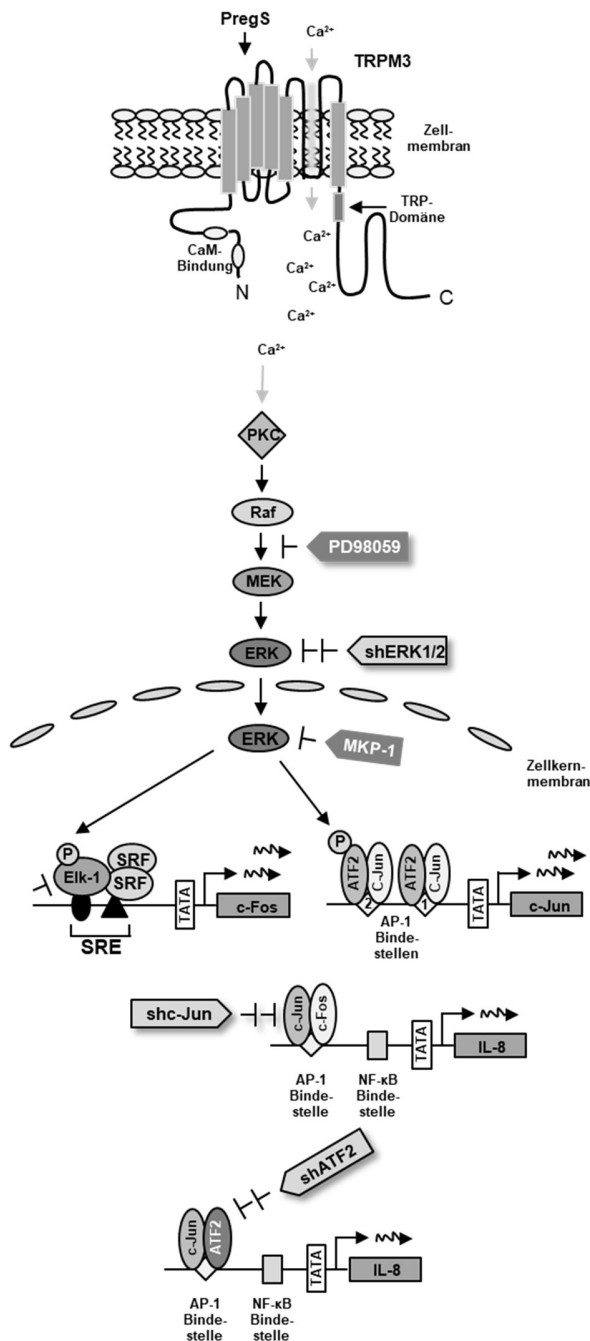 PregS
Ca²⁺
TRPM3
Zell-
membran
TRP-
Domäne
Ca²⁺
CaM-
Bindung
Ca²⁺
Ca²⁺
N
C
Ca²⁺
Ca²⁺
PKC
Raf
PD98059
MEK
ERK
shERK1/2
ERK
MKP-1
Zellkern-
membran
P
Elk-1
SRF
SRF
TATA
c-Fos
SRE
P
ATF2
C-Jun
ATF2
C-Jun
2
1
TATA
c-Jun
AP-1
Binde-
stellen
shc-Jun
c-Jun
c-Fos
TATA
IL-8
AP-1
Binde-
stelle
NF-κB
Binde-
stelle
shATF2
c-Jun
ATF2
TATA
IL-8
AP-1
Binde-
stelle
NF-κB
Binde-
stelle